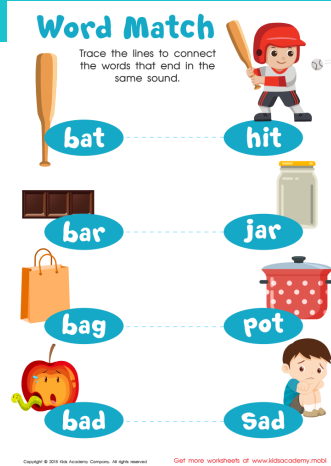 Word Match
Trace the lines to connect
the words that end in the
same sound.
bat hit
bar jar
bag pot
bad sad
Copyright © 2018 Kids Academy Company. All rights reserved
Get more worksheets at www.kidsacademy.mobi